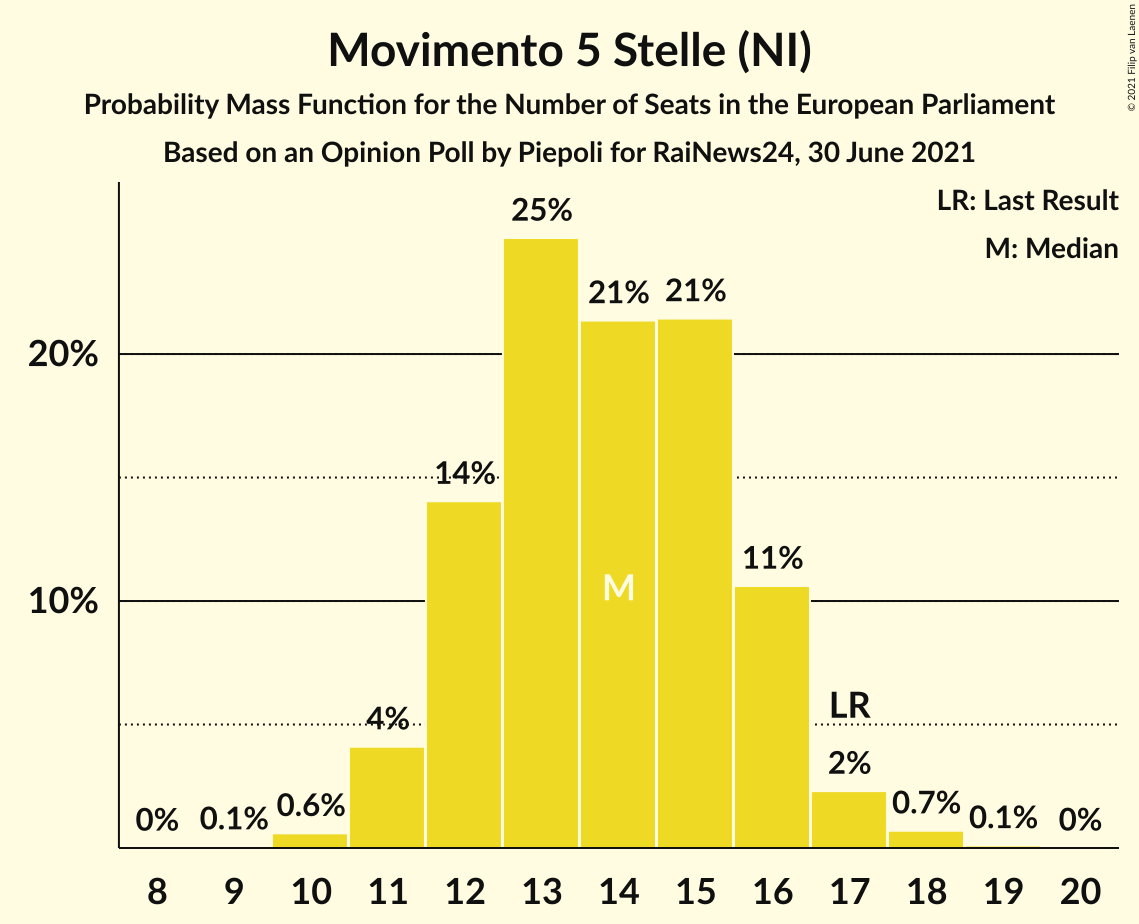 Movimento 5 Stelle (NI)
Probability Mass Function for the Number of Seats in the European Parliament
Based on an Opinion Poll by Piepoli for RaiNews24, 30 June 2021
© 2021 Filip van Laenen
LR: Last Result
M: Median
25%
21%
21%
20%
14%
11%
M
10%
LR
4%
2%
0%
0.1%
0.6%
0.7%
0.1%
0%
8 9 10 11 12 13 14 15 16 17 18 19 20